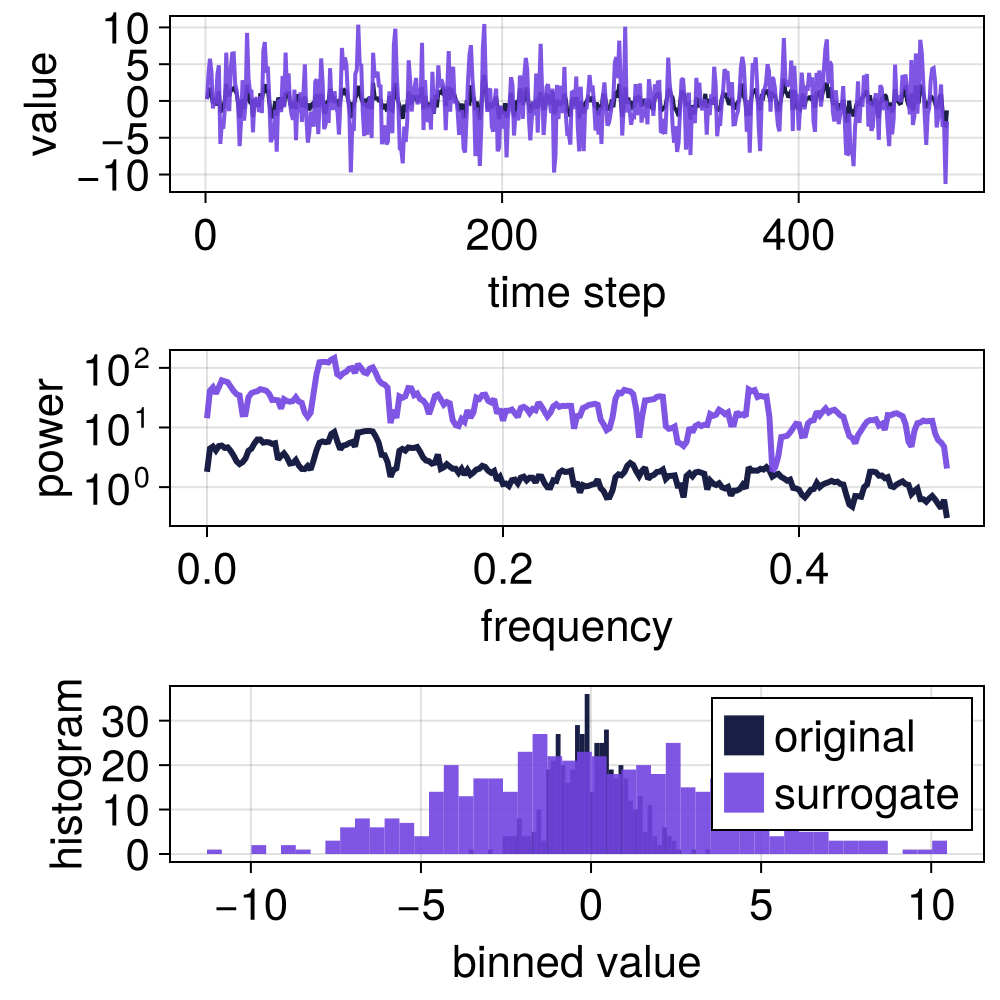 value
10
5
0
−5
−10
0 200 400
time step
power
10²
10¹
10⁰
0.0 0.2 0.4
frequency
histogram
30
20
10
0
original
surrogate
−10 −5 0 5 10
binned value